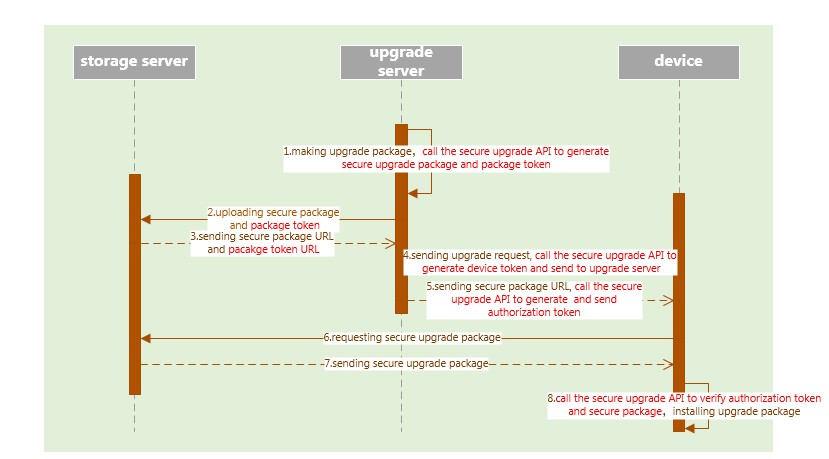 storage server
upgrade
server
device
1.making upgrade package，call the secure upgrade API to generate
secure upgrade package and package token
2.uploading secure package
and package token
3.sending secure package URL
and pacakge token URL
4.sending upgrade request, call the secure upgrade API to
generate device token and send to upgrade server
5.sending secure package URL, call the secure
upgrade API to generate and send
authorization token
6.requesting secure upgrade package
7.sending secure upgrade package
8.call the secure upgrade API to verify authorization token
and secure package，installing upgrade package